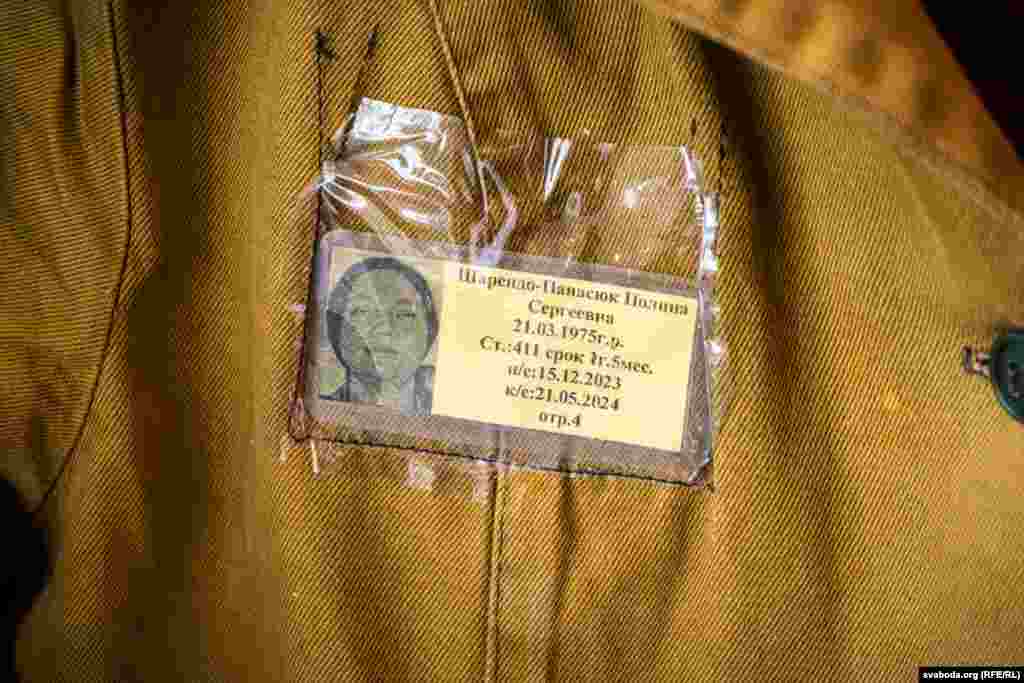 Шарендо-Панасюк Полина
Сергеевна
21.03.1975г.р.
Ст.:411 срок 1г.5мес.
н/с:15.12.2023
к/с:21.05.2024
отр.4
svaboda.org (RFE/RL)